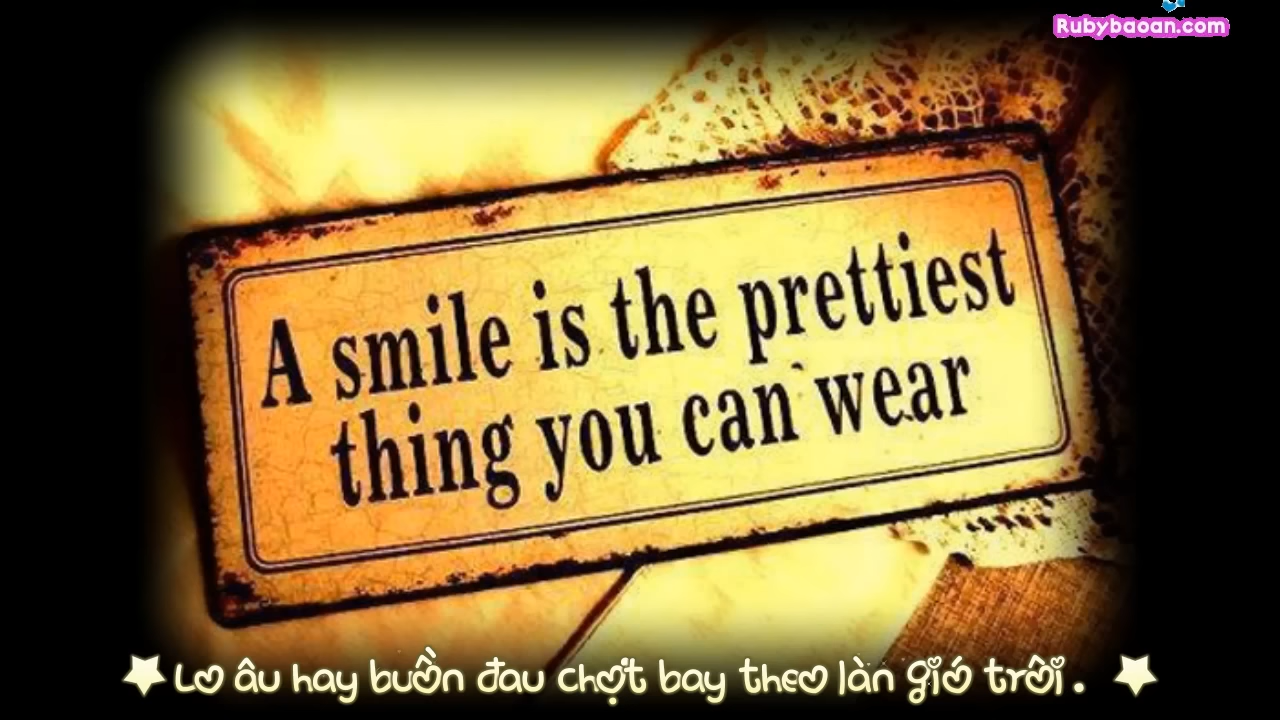 Rubybaoan.com
A smile is the prettiest
thing you can wear
Lo âu hay buồn đau chợt bay theo làn gió trôi .